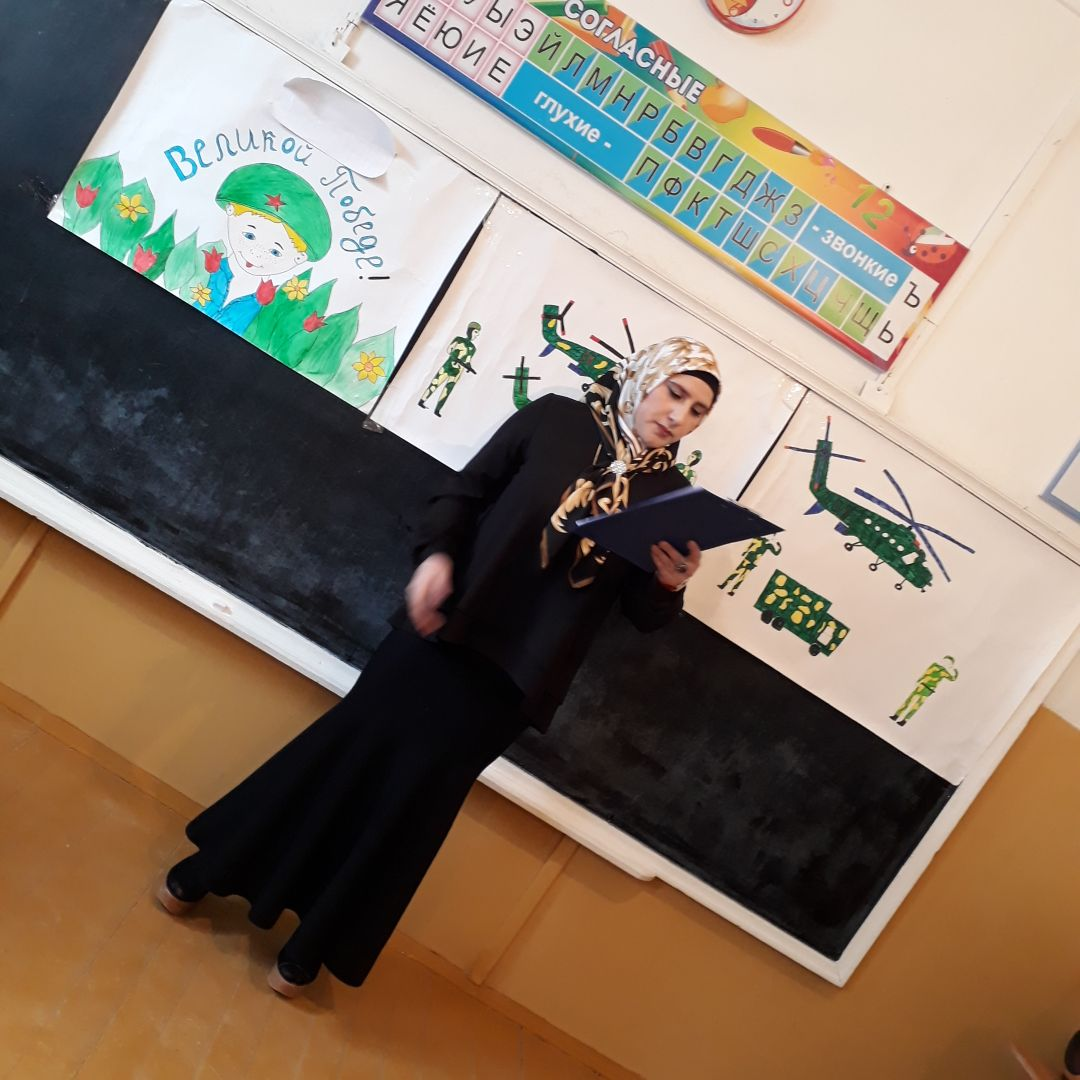 СОГЛАСНЫЕ
У Ы Э Й Л М Н Р Б В Г Д Ж З - звонкие Ъ
Я Ё Ю И Е глухие - П Ф К Т Ш С Х Ц Ч Щ Ь
12
Великой Победе!